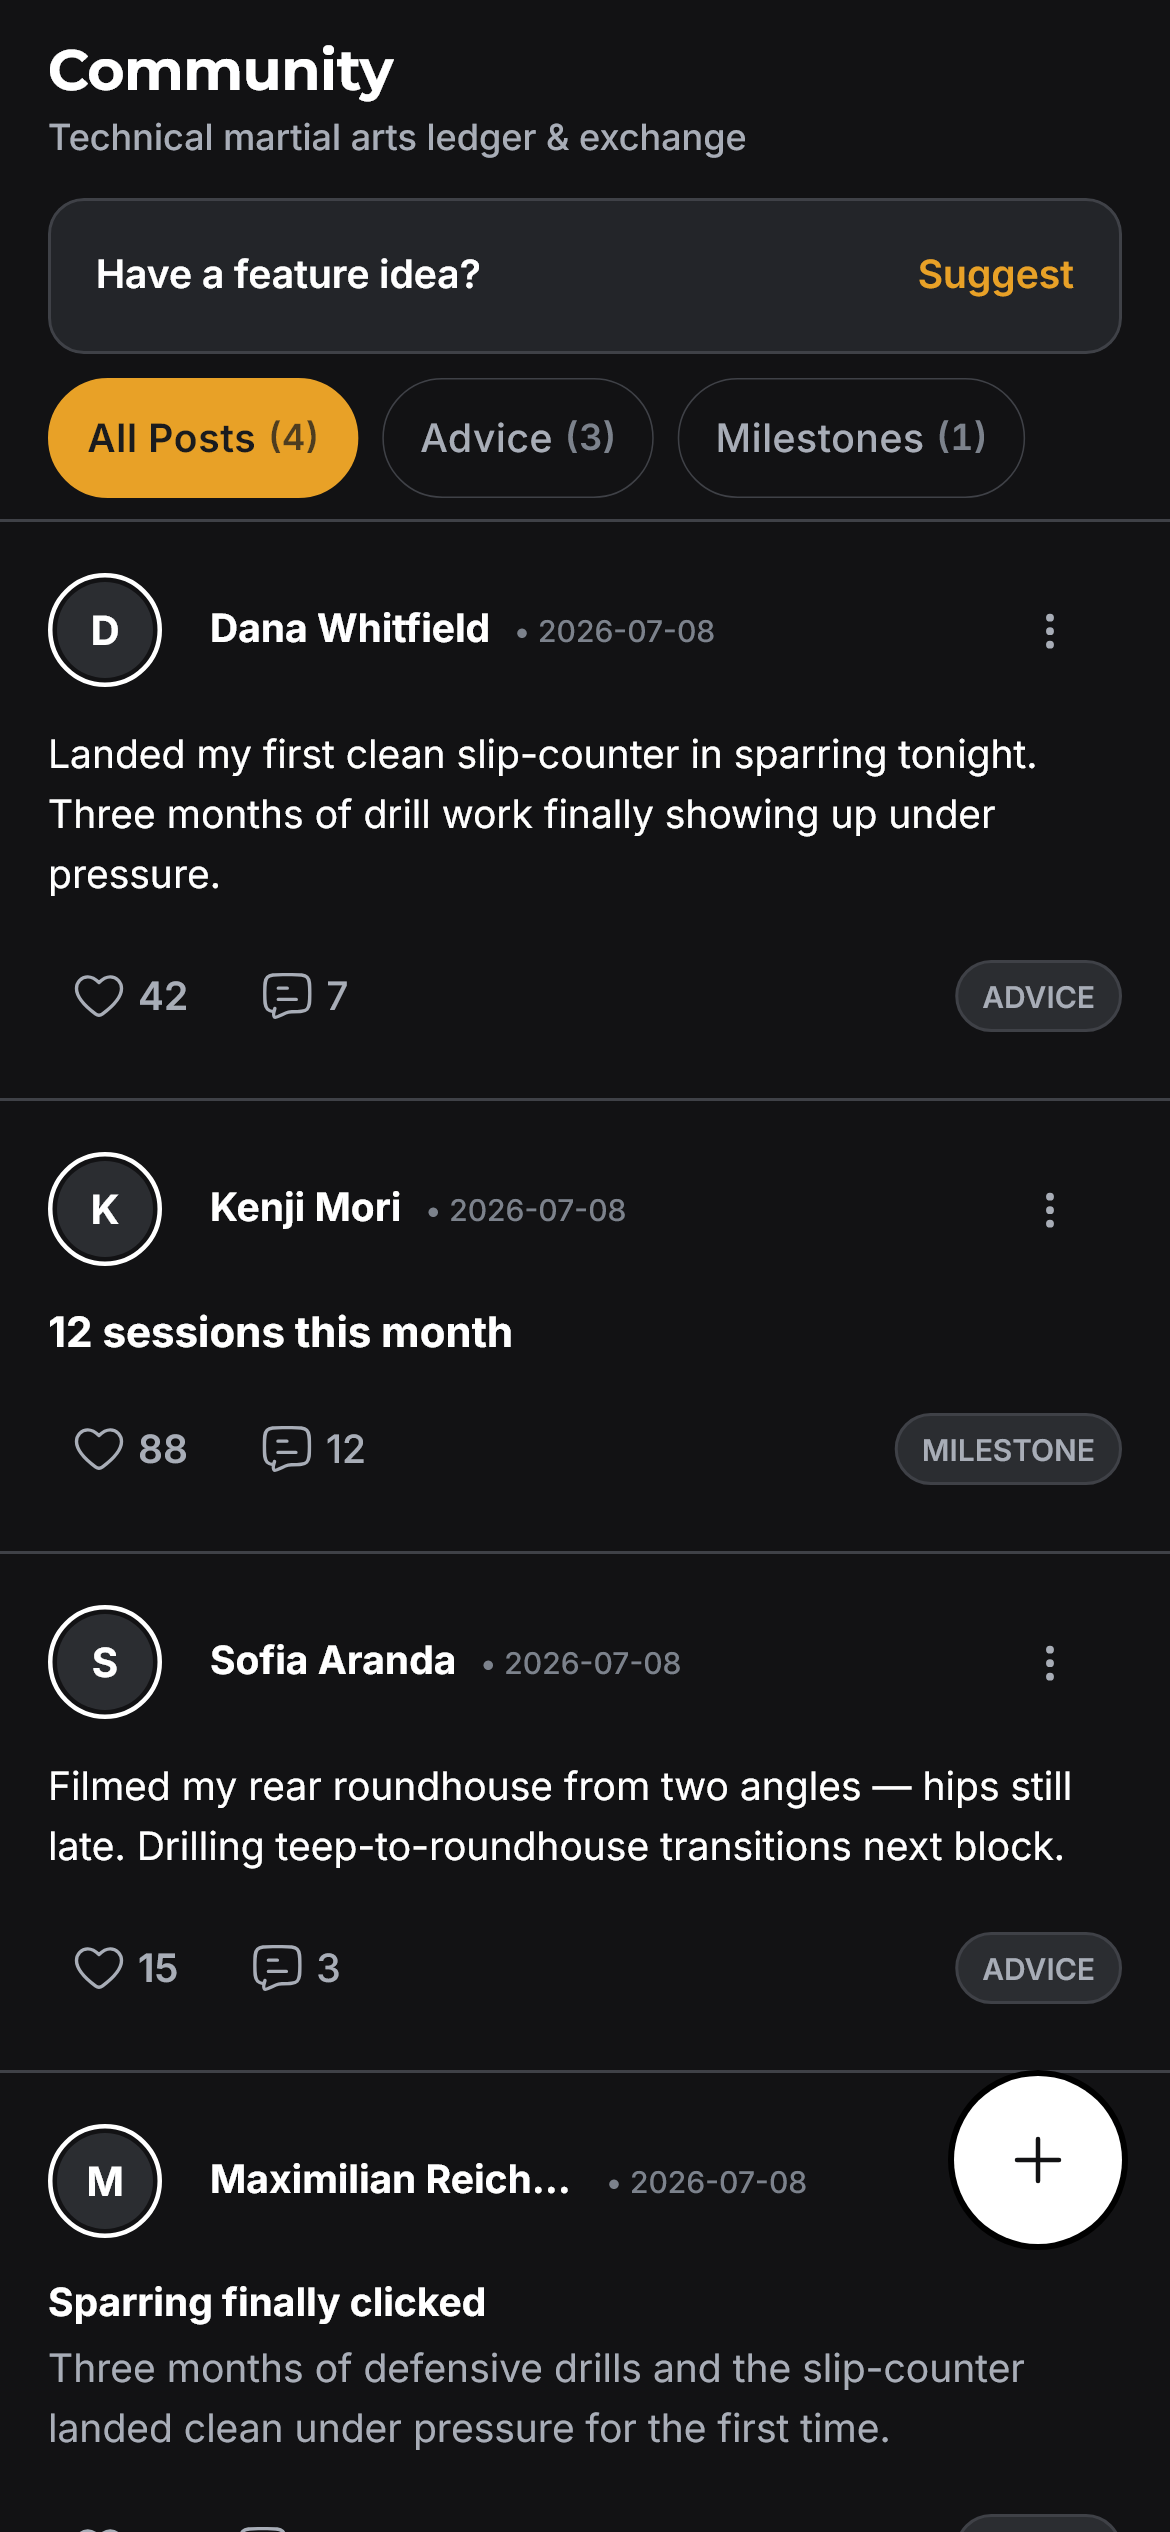 Community
Technical martial arts ledger & exchange
Have a feature idea?
Suggest
All Posts (4)
Advice (3)
Milestones (1)
D
Dana Whitfield • 2026-07-08
Landed my first clean slip-counter in sparring tonight.
Three months of drill work finally showing up under
pressure.
42
7
ADVICE
K
Kenji Mori • 2026-07-08
12 sessions this month
88
12
MILESTONE
S
Sofia Aranda • 2026-07-08
Filmed my rear roundhouse from two angles — hips still
late. Drilling teep-to-roundhouse transitions next block.
15
3
ADVICE
M
Maximilian Reich... • 2026-07-08
Sparring finally clicked
Three months of defensive drills and the slip-counter
landed clean under pressure for the first time.